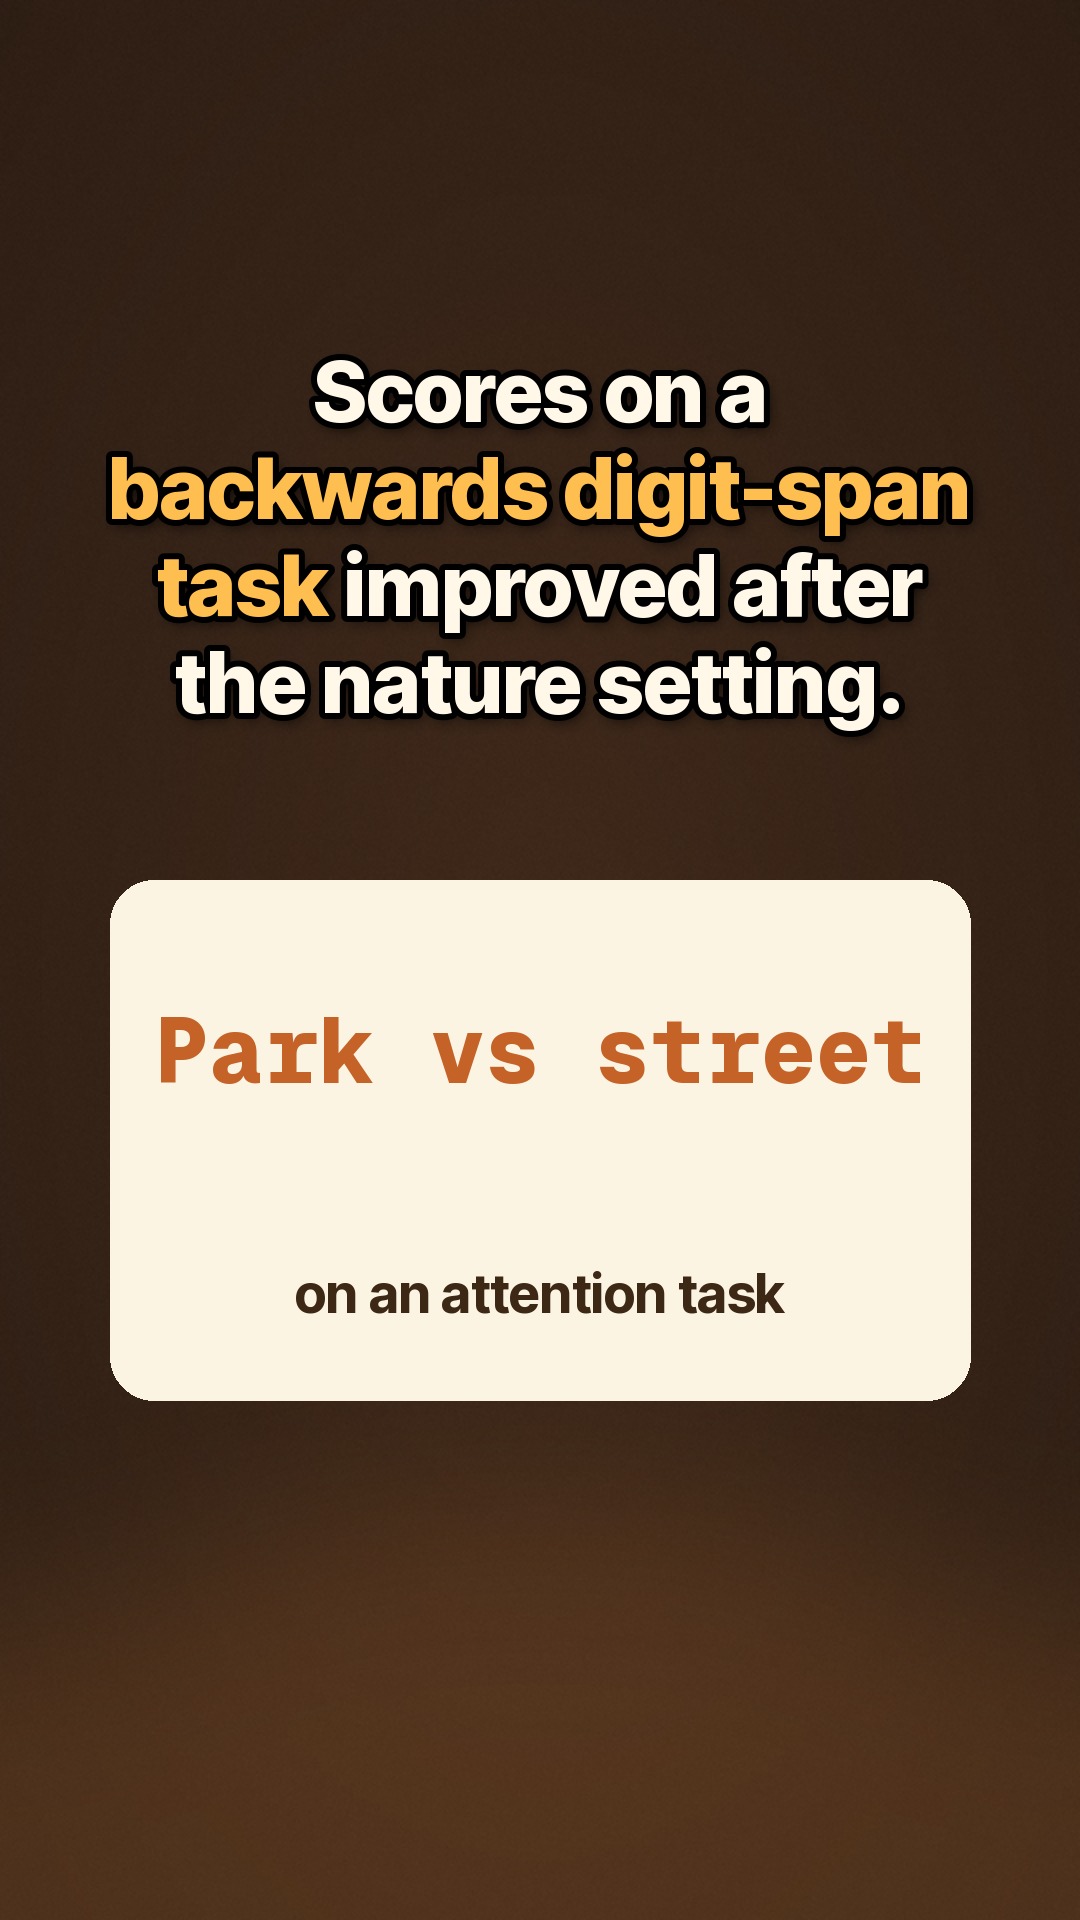 Scores on a
backwards digit-span
task improved after
the nature setting.
Park vs street
on an attention task